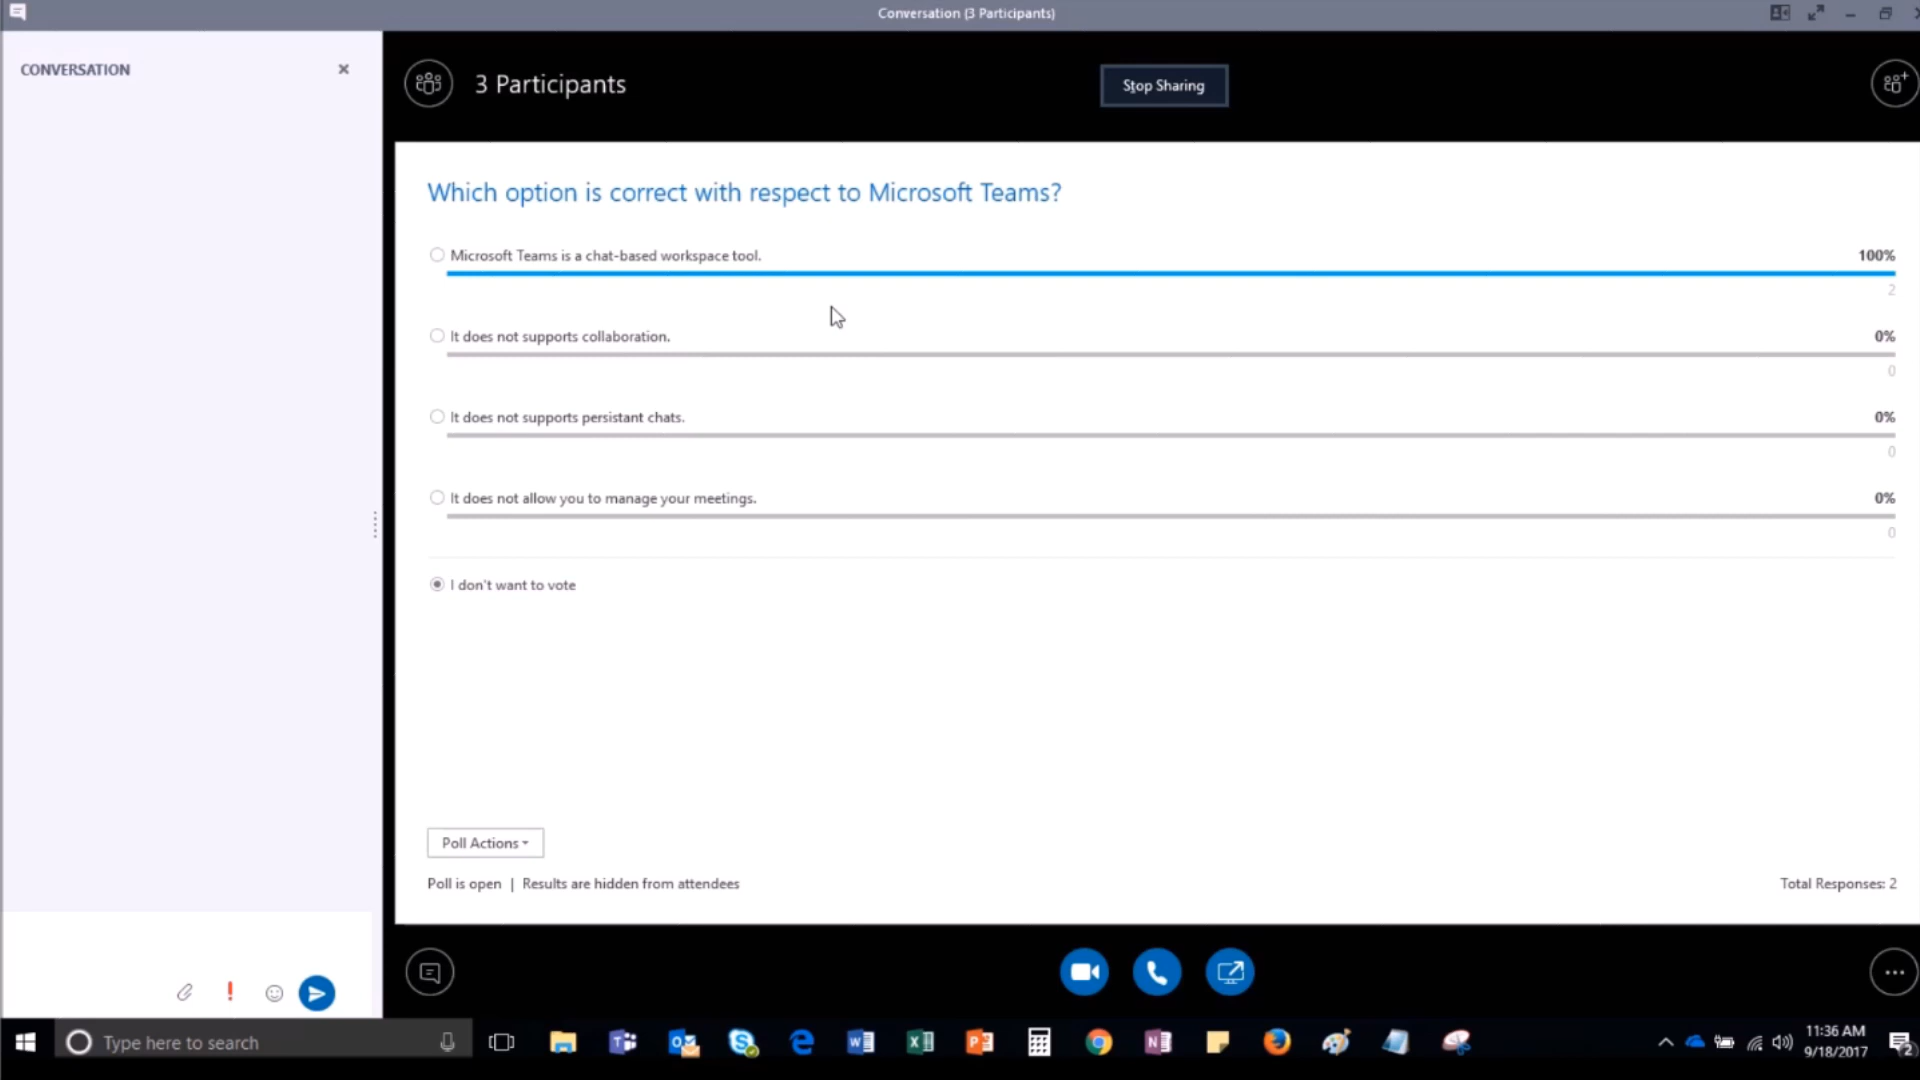 Conversation (3 Participants)
CONVERSATION
3 Participants
Stop Sharing
Which option is correct with respect to Microsoft Teams?
Microsoft Teams is a chat-based workspace tool.
100%
2
It does not supports collaboration.
0%
0
It does not supports persistant chats.
0%
0
It does not allow you to manage your meetings.
0%
0
I don't want to vote
Poll Actions
Poll is open | Results are hidden from attendees
Total Responses: 2
Type here to search
11:36 AM
9/18/2017
2